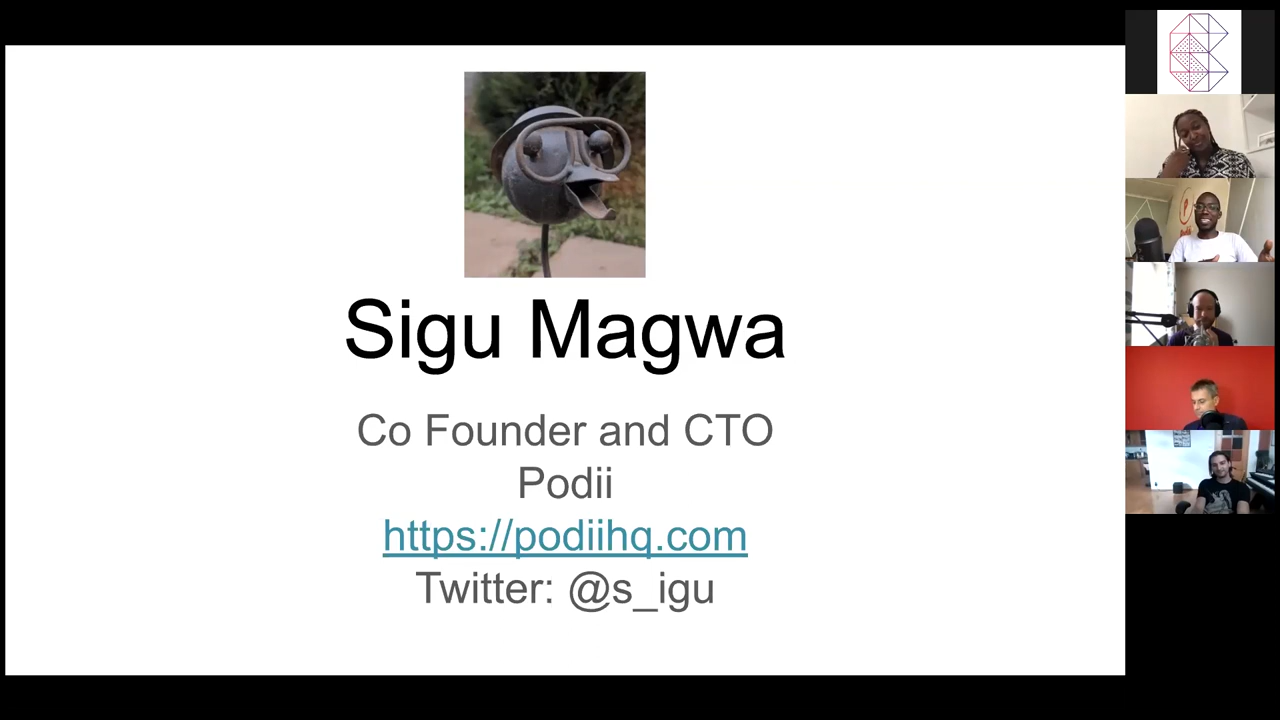 Sigu Magwa
Co Founder and CTO
Podii
https://podiihq.com
Twitter: @s_igu